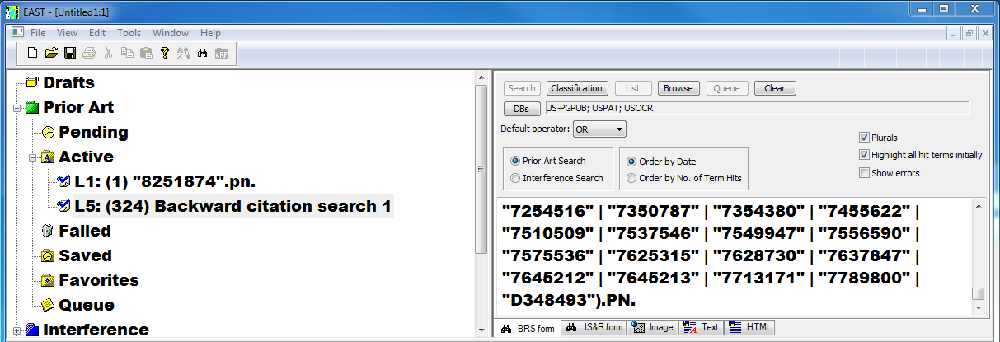 EAST - [Untitled1:1]
File View Edit Tools Window Help
eRF
Drafts
Prior Art
Pending
Active
L1: (1) "8251874".pn.
L5: (324) Backward citation search 1
Failed
Saved
Favorites
Queue
Interference
Search Classification List Browse Queue Clear
DBs US-PGPUB; USPAT; USOCR
Default operator: OR
Plurals
Highlight all hit terms initially
Show errors
Prior Art Search
Interference Search
Order by Date
Order by No. of Term Hits
"7254516" | "7350787" | "7354380" | "7455622" |
"7510509" | "7537546" | "7549947" | "7556590" |
"7575536" | "7625315" | "7628730" | "7637847" |
"7645212" | "7645213" | "7713171" | "7789800" |
"D348493").PN.
BRS form IS&R form Image Text HTML